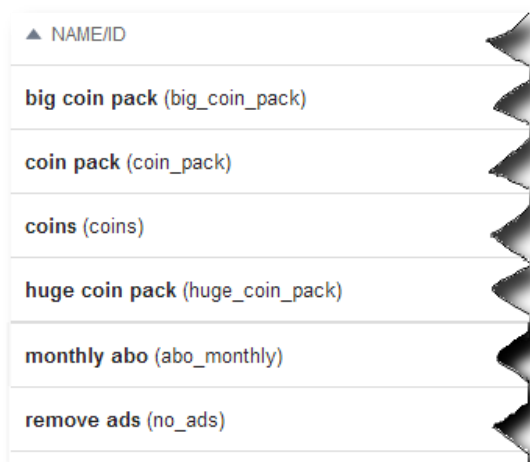 NAME/ID
big coin pack (big_coin_pack)
coin pack (coin_pack)
coins (coins)
huge coin pack (huge_coin_pack)
monthly abo (abo_monthly)
remove ads (no_ads)